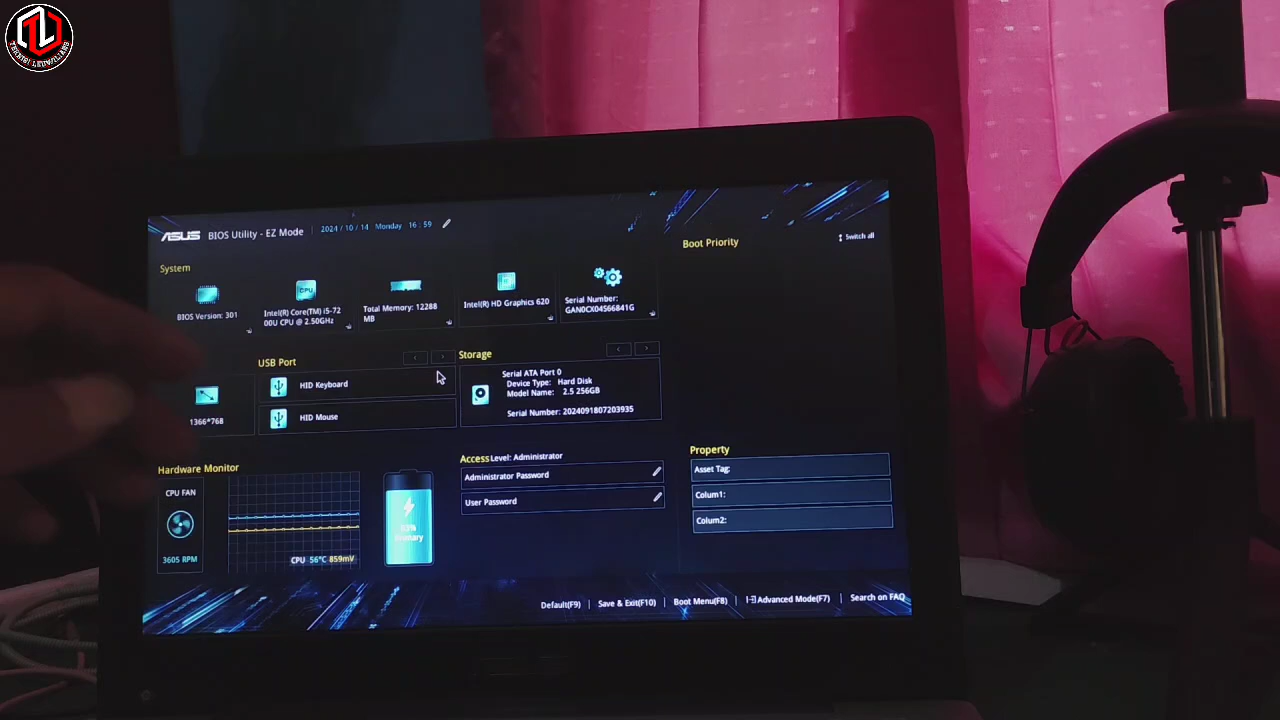 TEKNISI LEUWILIANG
ASUS BIOS Utility - EZ Mode 2024 / 10 / 14 Monday 16 : 59
System
BIOS Version: 301
CPU
Intel(R) Core(TM) i5-72
00U CPU @ 2.50GHz
Total Memory: 12288
MB
Intel(R) HD Graphics 620
Serial Number:
GAN0CX04S66841G
Boot Priority
Switch all
1366*768
USB Port
HID Keyboard
HID Mouse
Storage
Serial ATA Port 0
Device Type: Hard Disk
Model Name: 2.5 256GB
Serial Number: 2024091807203935
Hardware Monitor
CPU FAN
3605 RPM
CPU 56°C 859mV
Access Level: Administrator
Administrator Password
User Password
Property
Asset Tag:
Colum1:
Colum2:
Default(F9) Save & Exit(F10) Boot Menu(F8) Advanced Mode(F7) Search on FAQ